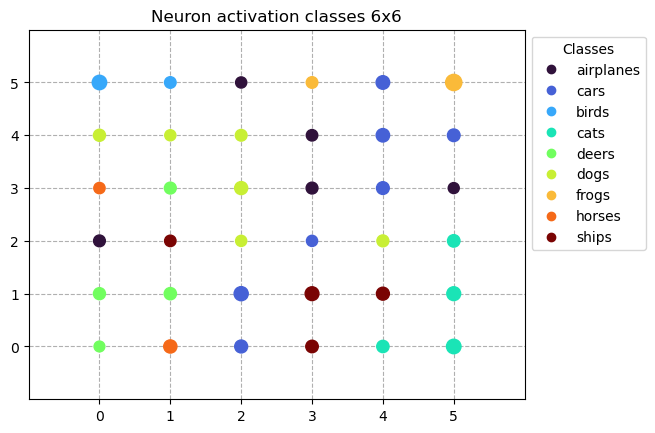 Neuron activation classes 6x6
5
4
3
2
1
0
0 1 2 3 4 5
Classes
airplanes
cars
birds
cats
deers
dogs
frogs
horses
ships